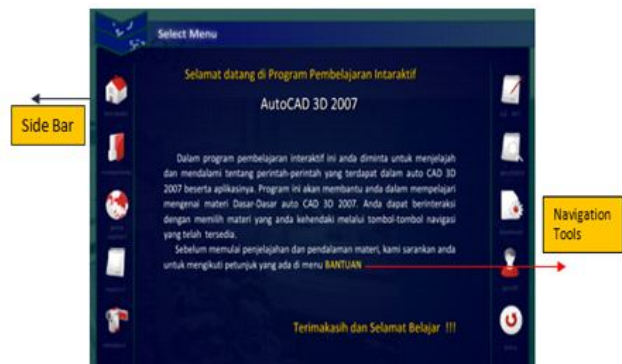 Select Menu
Selamat datang di Program Pembelajaran Intaraktif
AutoCAD 3D 2007
Side Bar
Dalam program pembelajaran interaktif ini anda diminta untuk menjelajah
dan mendalami tentang perintah-perintah yang terdapat dalam auto CAD 3D
2007 beserta aplikasinya. Program ini akan membantu anda dalam mempelajari
mengenai materi Dasar-Dasar auto CAD 3D 2007. Anda dapat berinteraksi
dengan memilih materi yang anda kehendaki melalui tombol-tombol navigasi
yang telah tersedia.
Sebelum memulai penjelajahan dan pendalaman materi, kami sarankan anda
untuk mengikuti petunjuk yang ada di menu BANTUAN
Navigation
Tools
Terimakasih dan Selamat Belajar !!!